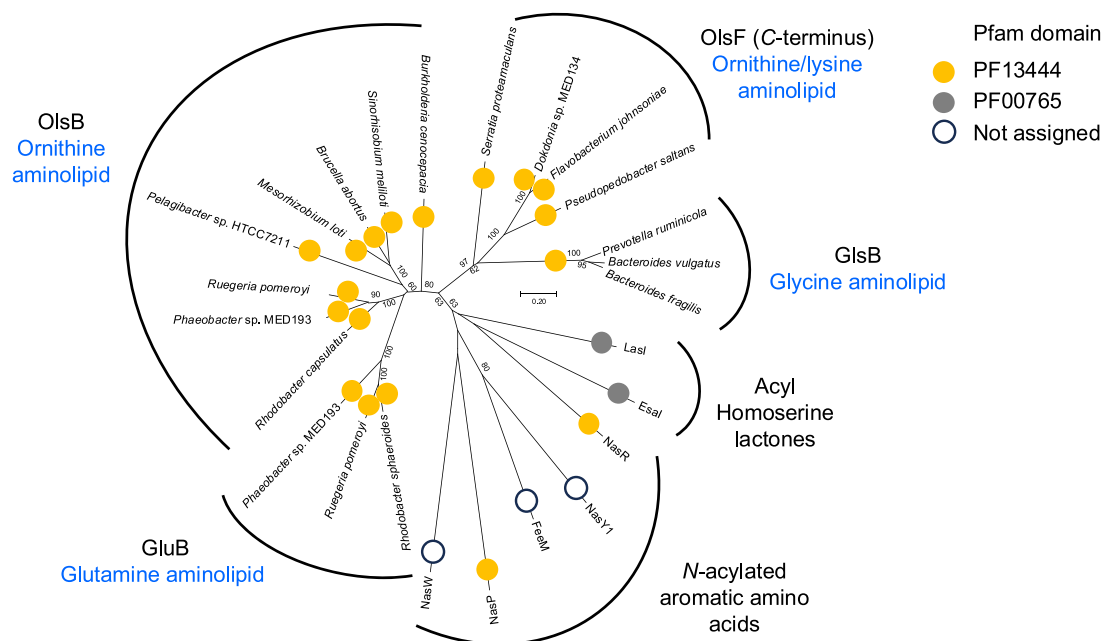 OlsF (C-terminus)
Ornithine/lysine
aminolipid
Pfam domain
PF13444
PF00765
Not assigned
OlsB
Ornithine
aminolipid
Burkholderia cenocepacia
Sinorhisobium meliloti
Brucella abortus
Mesorhizobium loti
Pelagibacter sp. HTCC7211
Ruegeria pomeroyi
Phaeobacter sp. MED193
Rhodobacter capsulatus
Serratia proteamaculans
Dokdonia sp. MED134
Flavobacterium johnsoniae
Pseudopedobacter saltans
Prevotella ruminicola
Bacteroides vulgatus
Bacteroides fragilis
GlsB
Glycine aminolipid
100
100
97
62
100
95
100
60
80
90
100
63
63
0.20
100
100
80
LasI
EsaI
Acyl
Homoserine
lactones
NasR
NasY1
FeeM
NasP
NasW
N-acylated
aromatic amino
acids
Phaeobacter sp. MED193
Ruegeria pomeroyi
Rhodobacter sphaeroides
GluB
Glutamine aminolipid